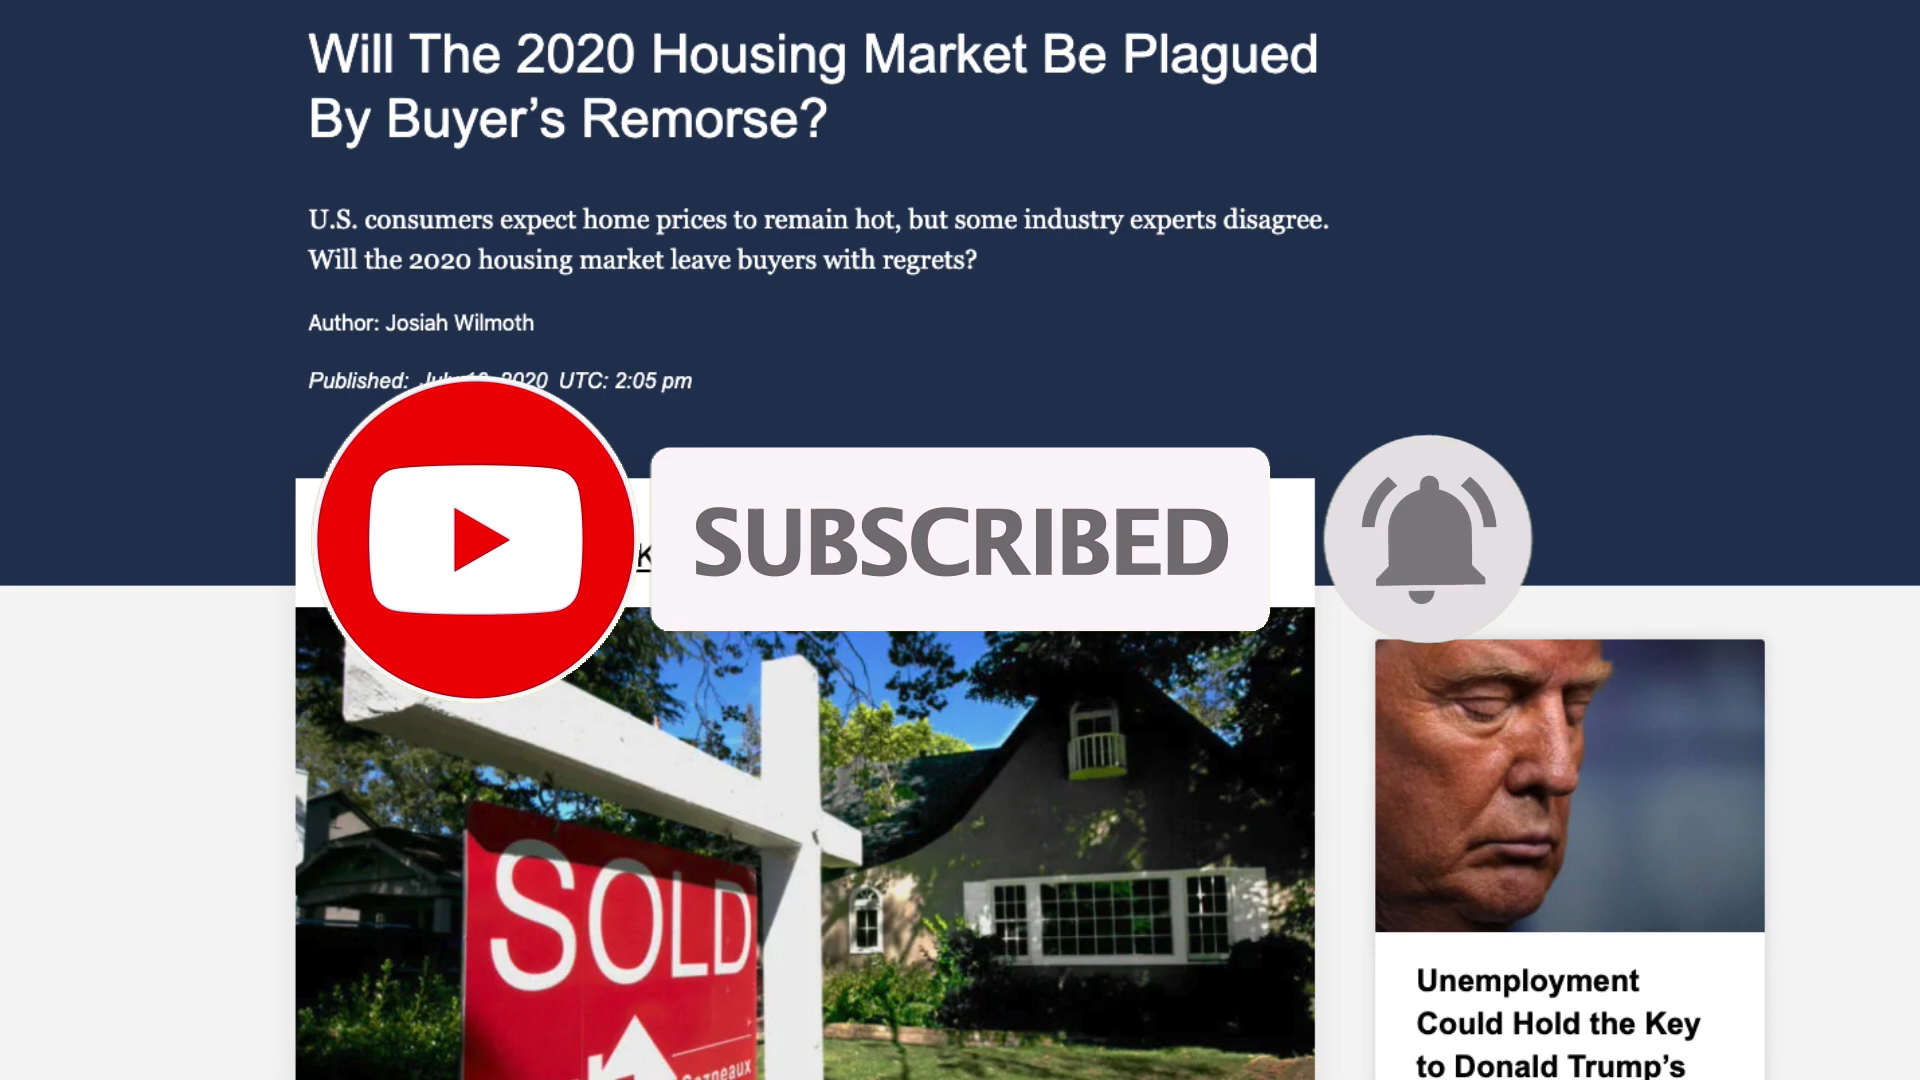 Will The 2020 Housing Market Be Plagued
By Buyer’s Remorse?
U.S. consumers expect home prices to remain hot, but some industry experts disagree.
Will the 2020 housing market leave buyers with regrets?
Author: Josiah Wilmoth
Published: 2020 UTC: 2:05 pm
K
SUBSCRIBED
SOLD
Unemployment
Could Hold the Key
to Donald Trump’s